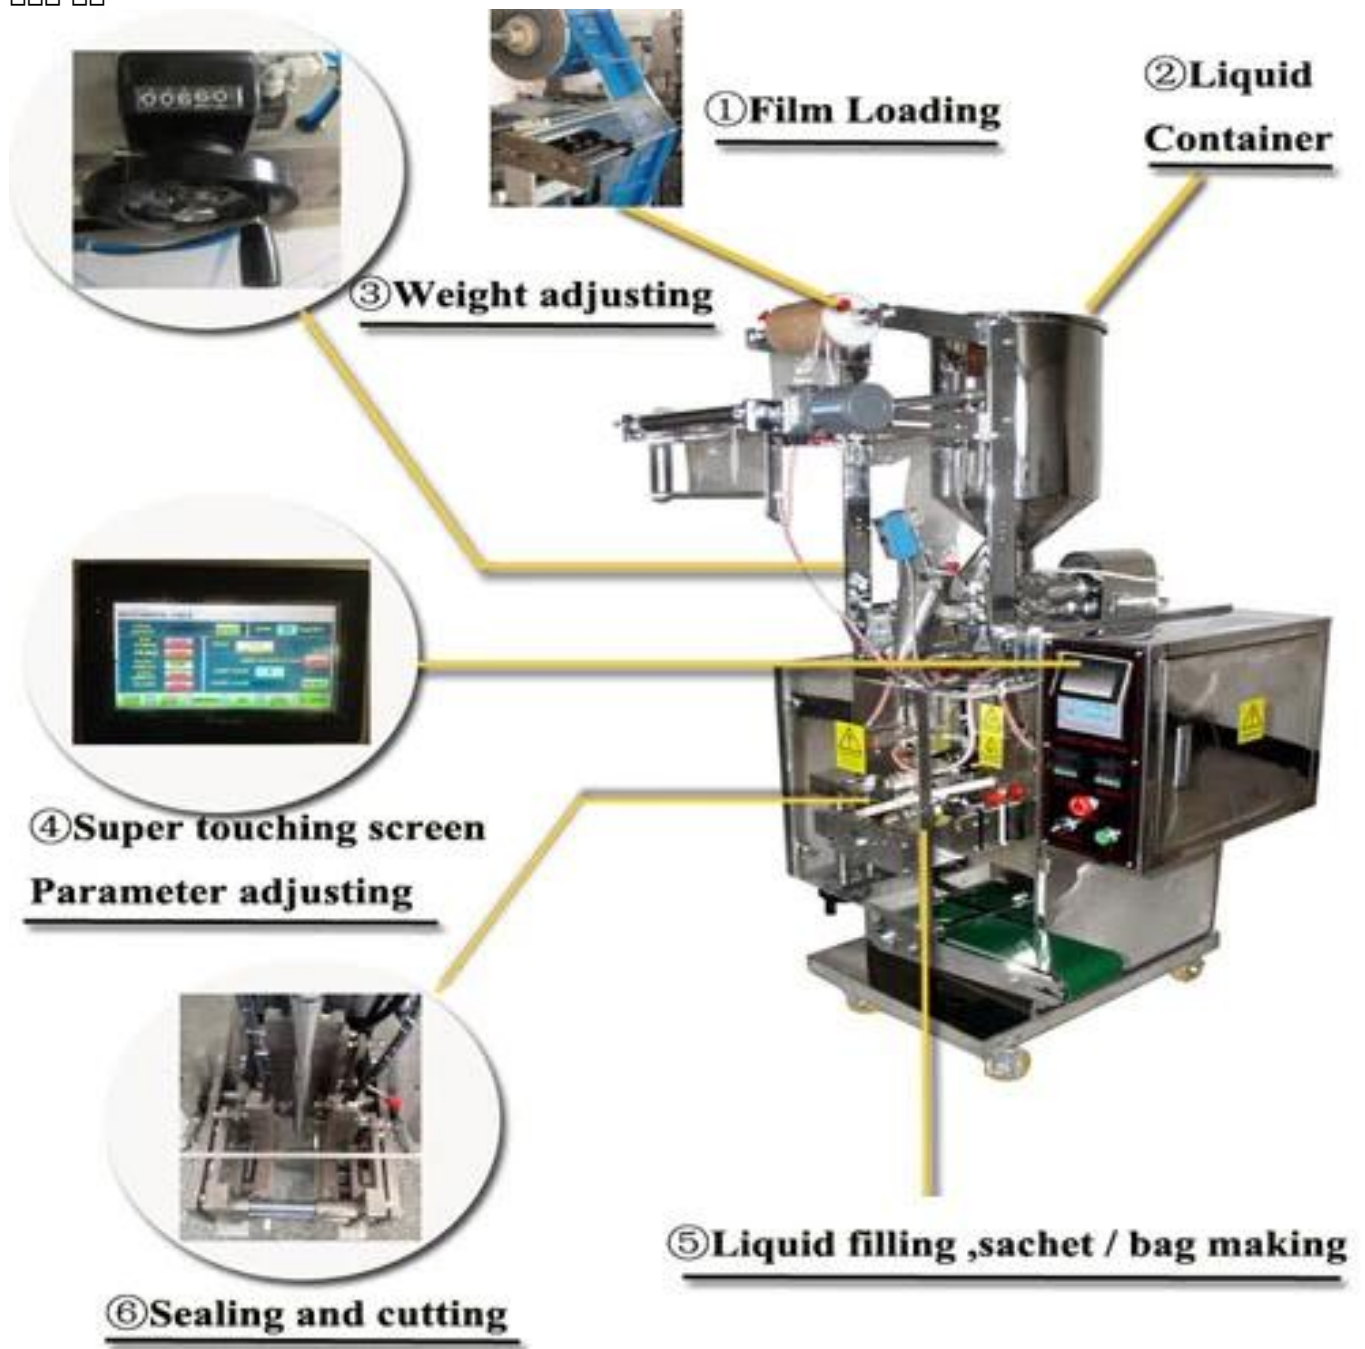 ①Film Loading
②Liquid
Container
00660
③Weight adjusting
④Super touching screen
Parameter adjusting
⑤Liquid filling ,sachet / bag making
⑥Sealing and cutting